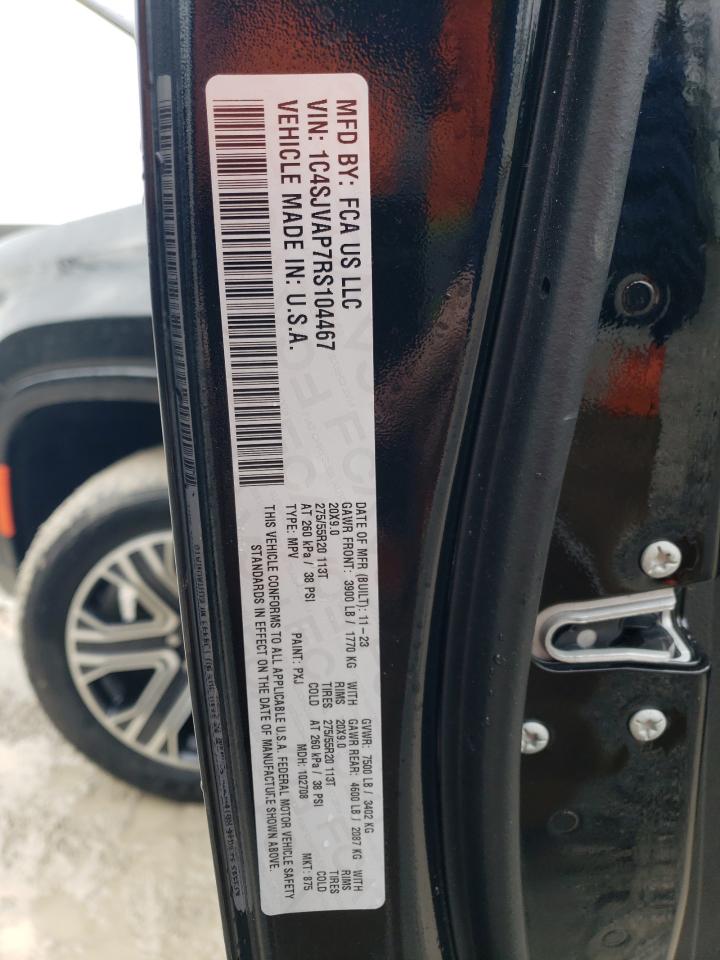 MFD BY: FCA US LLC
VIN: 1C4SJVAP7RS104467
VEHICLE MADE IN: U.S.A.
DATE OF MFR (BUILT): 11-23 GVWR: 7500 LB / 3402 KG
GAWR FRONT: 3900 LB / 1770 KG WITH GAWR REAR: 4600 LB / 2087 KG WITH
20X9.0 RIMS 20X9.0 RIMS
275/55R20 113T TIRES 275/55R20 113T TIRES
AT 260 kPa / 38 PSI COLD AT 260 kPa / 38 PSI COLD
TYPE: MPV PAINT: PXJ MDH: 102708 MKT: 875
THIS VEHICLE CONFORMS TO ALL APPLICABLE U.S.A. FEDERAL MOTOR VEHICLE SAFETY
STANDARDS IN EFFECT ON THE DATE OF MANUFACTURE SHOWN ABOVE.